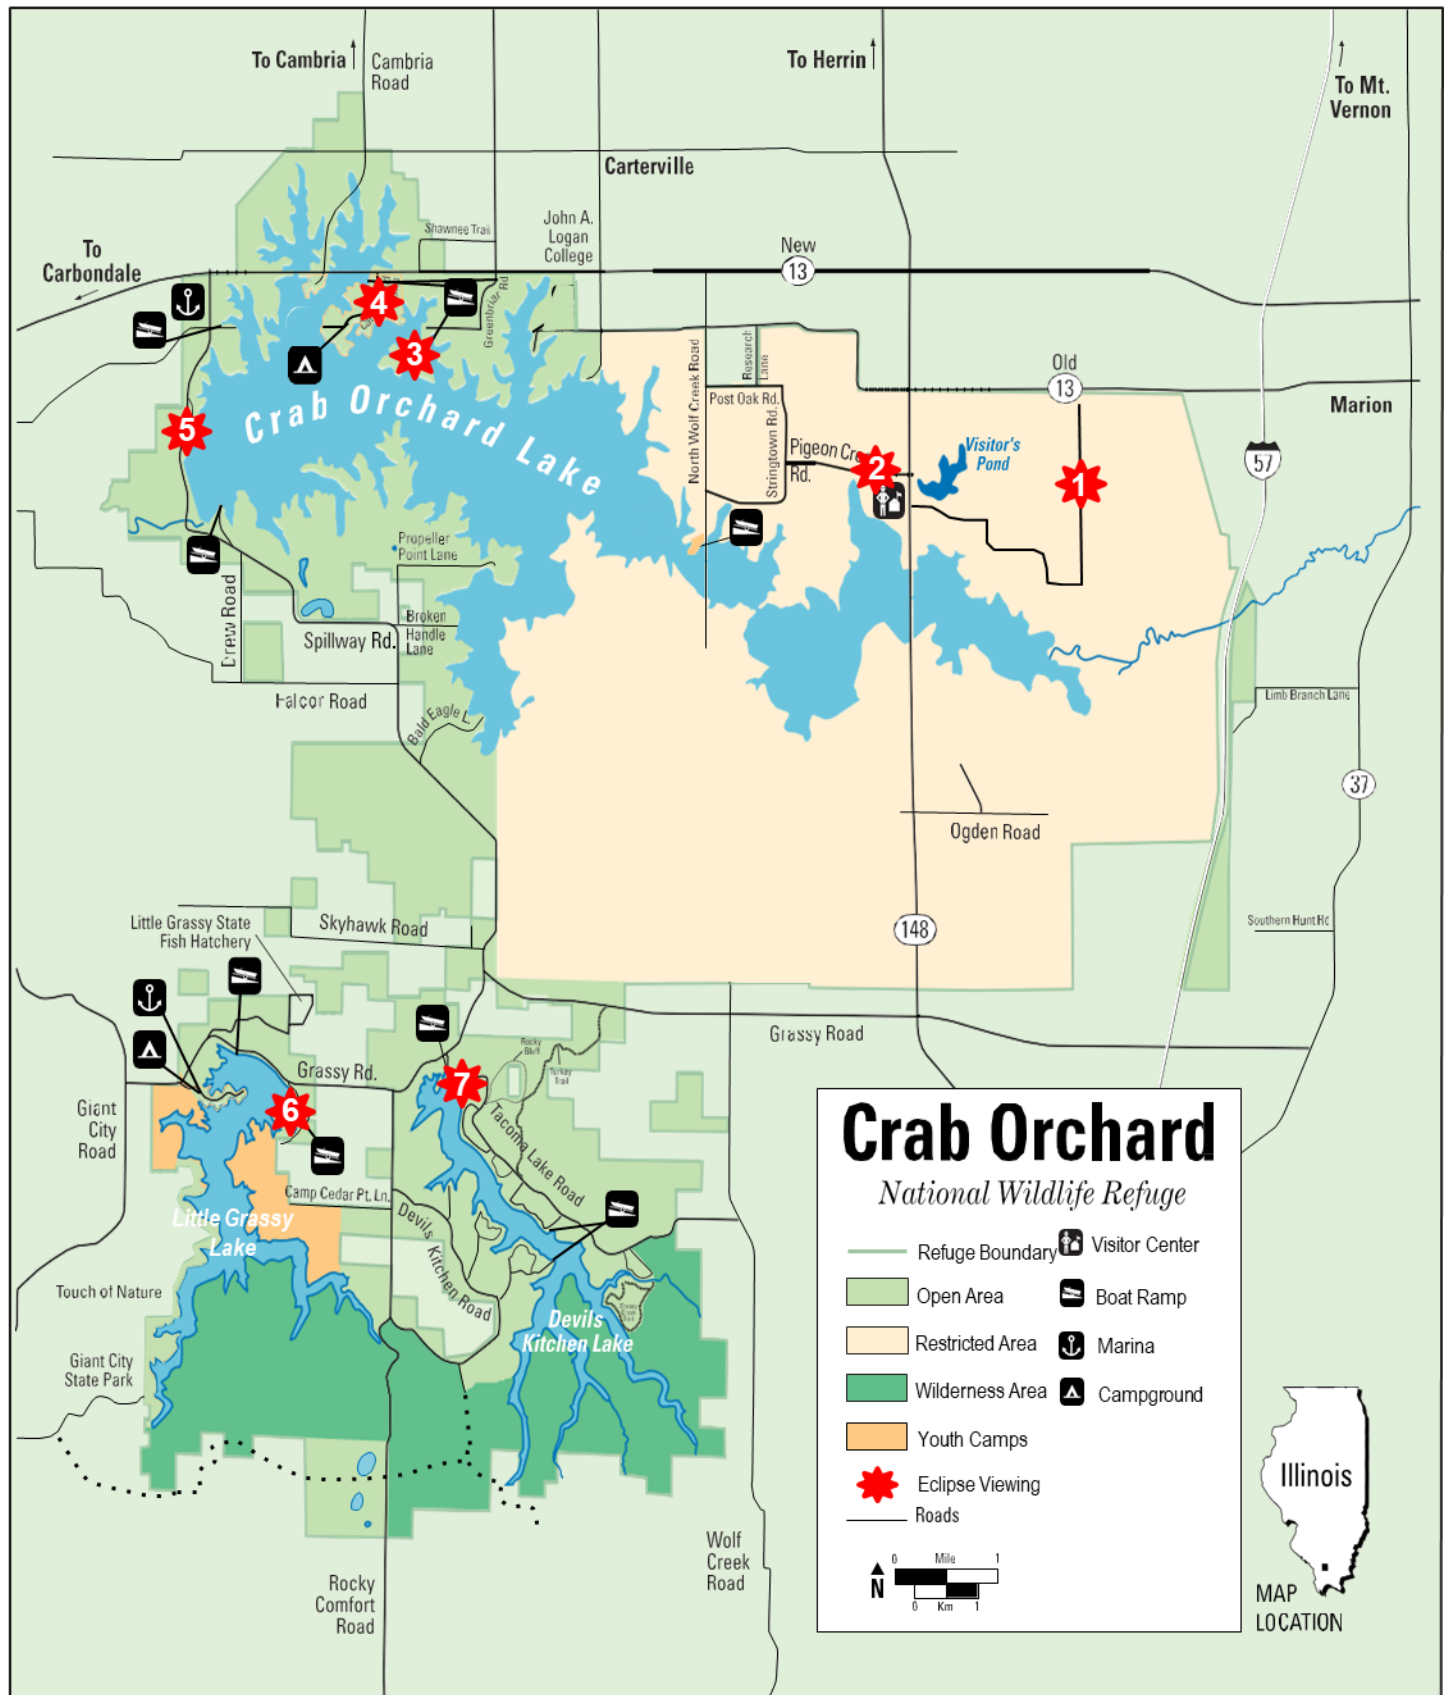 To Cambria
Cambria
Road
To Herrin
To Mt.
Vernon
Carterville
John A.
Logan
College
Shawnee Trail
To
Carbondale
New
13
4
Greenbriar Rd
3
Crab Orchard Lake
5
North Wolf Creek Road
Research
Lane
Old
13
Marion
Post Oak Rd.
Stringtown Rd.
Pigeon Cre
Rd.
2
Visitor's
Pond
1
57
Propeller
Point Lane
Drew Road
Broken
Handle
Lane
Spillway Rd.
Falcor Road
Bald Eagle L.
Limb Branch Lane
37
Ogden Road
Little Grassy State
Fish Hatchery
Skyhawk Road
148
Southern Hunt Rd
Grassy Road
Rocky
Bluff
Turkey
Trail
Grassy Rd.
7
6
Giant
City
Road
Tacoma Lake Road
Camp Cedar Pt. Ln.
Devils Kitchen Road
Little Grassy
Lake
Touch of Nature
Devils
Kitchen Lake
Giant City
State Park
Rocky
Comfort
Road
Wolf
Creek
Road
Crab Orchard
National Wildlife Refuge
Refuge Boundary
Visitor Center
Open Area
Boat Ramp
Restricted Area
Marina
Wilderness Area
Campground
Youth Camps
Eclipse Viewing
Roads
0 Mile 1
N
0 Km 1
Illinois
MAP
LOCATION